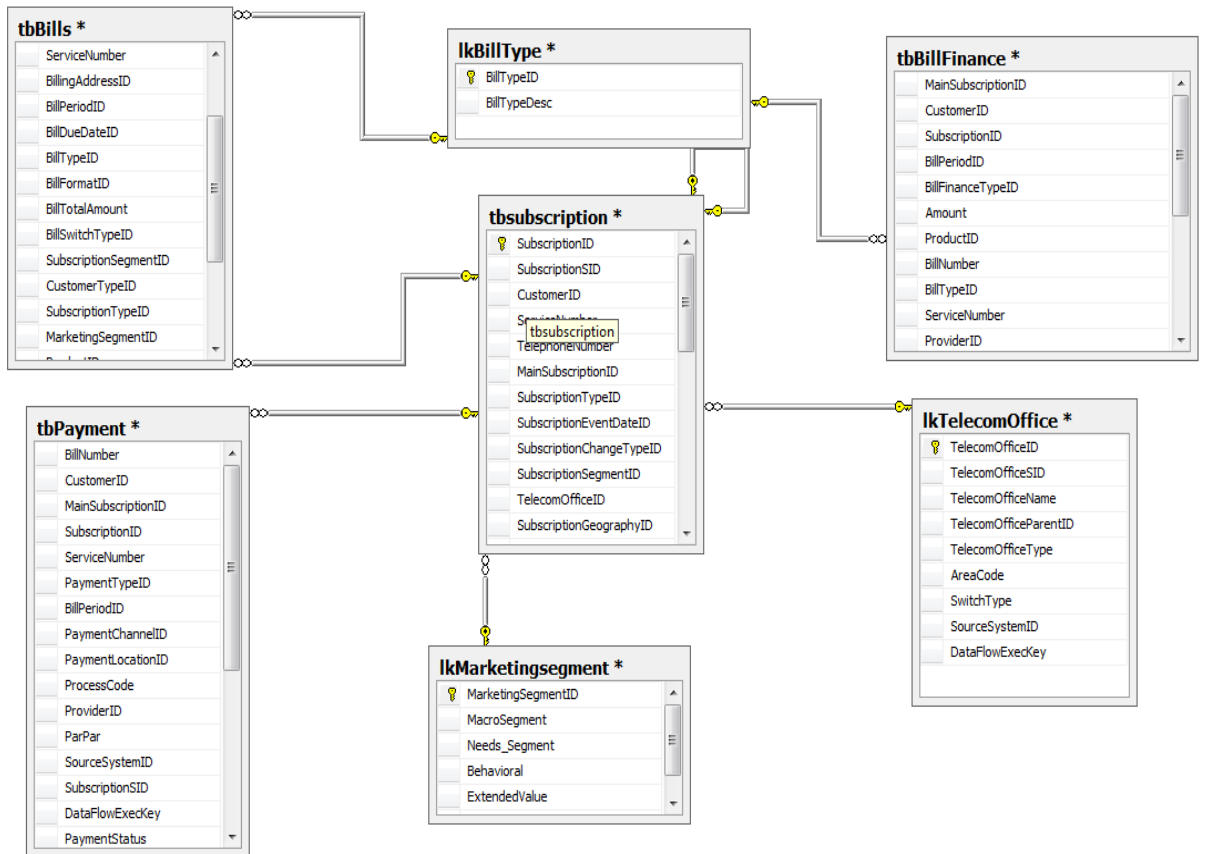 tbBills *
ServiceNumber
BillingAddressID
BillPeriodID
BillDueDateID
BillTypeID
BillFormatID
BillTotalAmount
BillSwitchTypeID
SubscriptionSegmentID
CustomerTypeID
SubscriptionTypeID
MarketingSegmentID
lkBillType *
BillTypeID
BillTypeDesc
tbBillFinance *
MainSubscriptionID
CustomerID
SubscriptionID
BillPeriodID
BillFinanceTypeID
Amount
ProductID
BillNumber
BillTypeID
ServiceNumber
ProviderID
tbsubscription *
SubscriptionID
SubscriptionSID
CustomerID
tbsubscription
TelephoneNumber
MainSubscriptionID
SubscriptionTypeID
SubscriptionEventDateID
SubscriptionChangeTypeID
SubscriptionSegmentID
TelecomOfficeID
SubscriptionGeographyID
tbPayment *
BillNumber
CustomerID
MainSubscriptionID
SubscriptionID
ServiceNumber
PaymentTypeID
BillPeriodID
PaymentChannelID
PaymentLocationID
ProcessCode
ProviderID
ParPar
SourceSystemID
SubscriptionSID
DataFlowExecKey
PaymentStatus
lkMarketingsegment *
MarketingSegmentID
MacroSegment
Needs_Segment
Behavioral
ExtendedValue
lkTelecomOffice *
TelecomOfficeID
TelecomOfficeSID
TelecomOfficeName
TelecomOfficeParentID
TelecomOfficeType
AreaCode
SwitchType
SourceSystemID
DataFlowExecKey